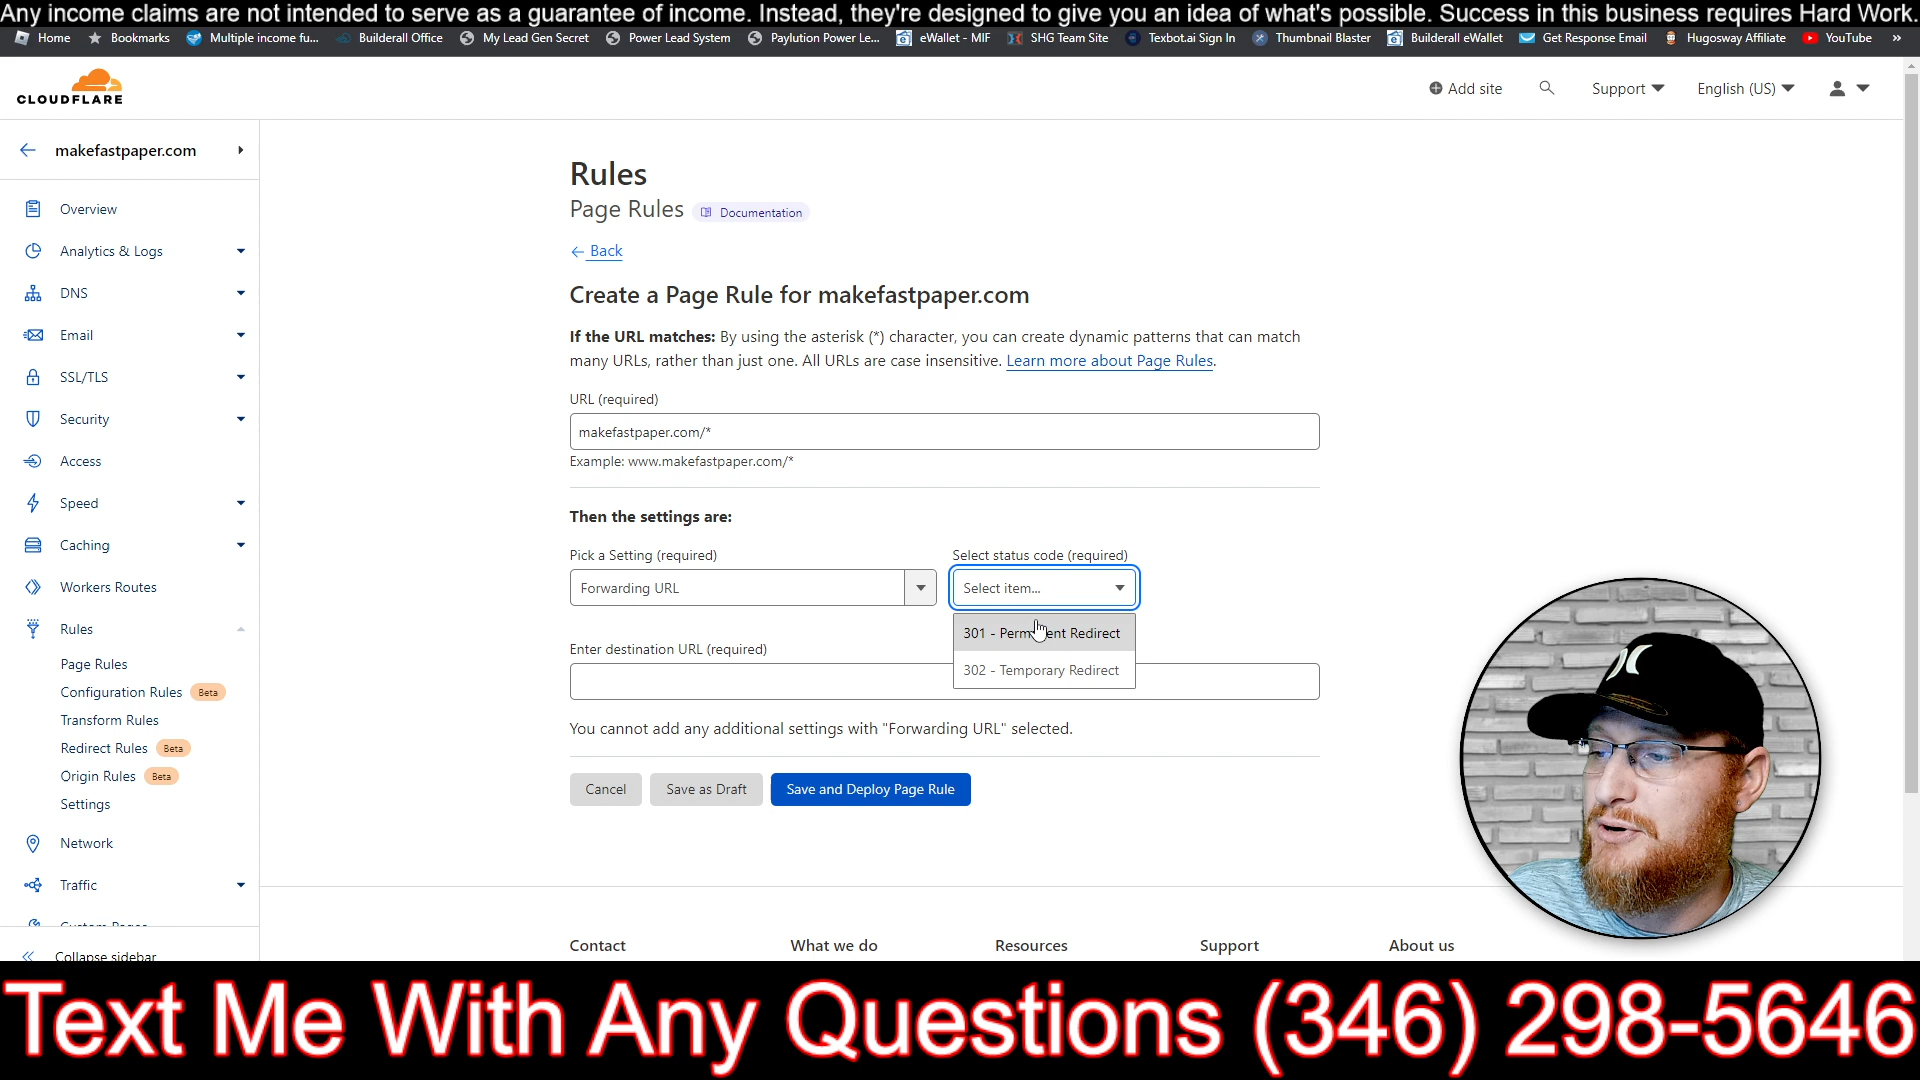 Any income claims are not intended to serve as a guarantee of income. Instead, they're designed to give you an idea of what's possible. Success in this business requires Hard Work.
Home
Bookmarks
Multiple income fu...
Builderall Office
My Lead Gen Secret
Power Lead System
Paylution Power Le...
eWallet - MIF
SHG Team Site
Texbot.ai Sign In
Thumbnail Blaster
Builderall eWallet
Get Response Email
Hugosway Affiliate
YouTube
»
CLOUDFLARE
Add site
Support
English (US)
makefastpaper.com
Overview
Analytics & Logs
DNS
Email
SSL/TLS
Security
Access
Speed
Caching
Workers Routes
Rules
Page Rules
Configuration Rules Beta
Transform Rules
Redirect Rules Beta
Origin Rules Beta
Settings
Network
Traffic
Collapse sidebar
Rules
Page Rules
Documentation
← Back
Create a Page Rule for makefastpaper.com
If the URL matches: By using the asterisk (*) character, you can create dynamic patterns that can match
many URLs, rather than just one. All URLs are case insensitive. Learn more about Page Rules.
URL (required)
makefastpaper.com/*
Example: www.makefastpaper.com/*
Then the settings are:
Pick a Setting (required)
Select status code (required)
Forwarding URL
Select item...
301 - Permanent Redirect
302 - Temporary Redirect
Enter destination URL (required)
You cannot add any additional settings with "Forwarding URL" selected.
Cancel
Save as Draft
Save and Deploy Page Rule
Contact
What we do
Resources
Support
About us
Text Me With Any Questions (346) 298-5646